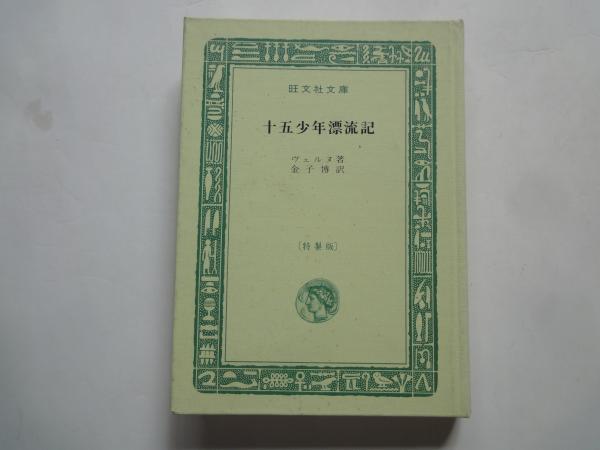 旺文社文庫
十五少年漂流記
ヴェルヌ著
金子博訳
[特製版]